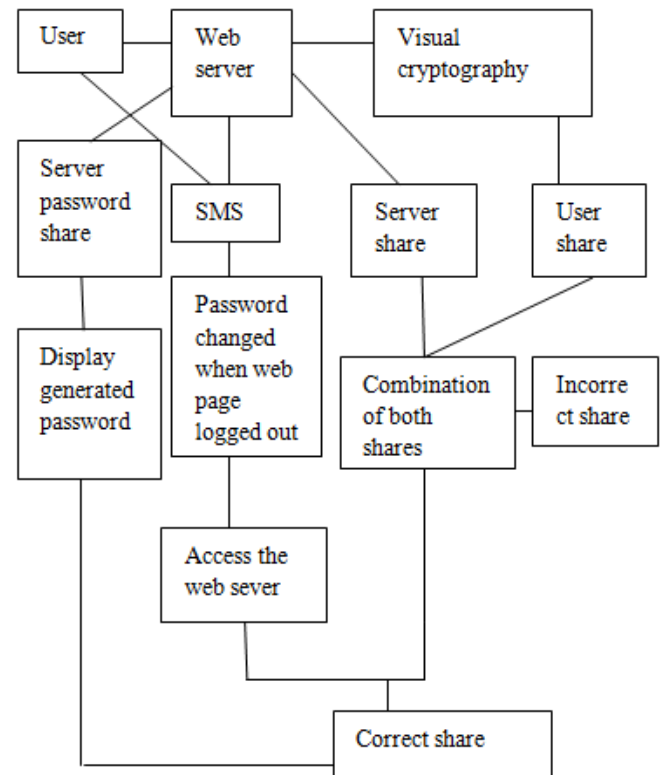 User
Web
server
Visual
cryptography
Server
password
share
SMS
Server
share
User
share
Password
changed
when web
page
logged out
Display
generated
password
Combination
of both
shares
Incorre
ct share
Access the
web sever
Correct share